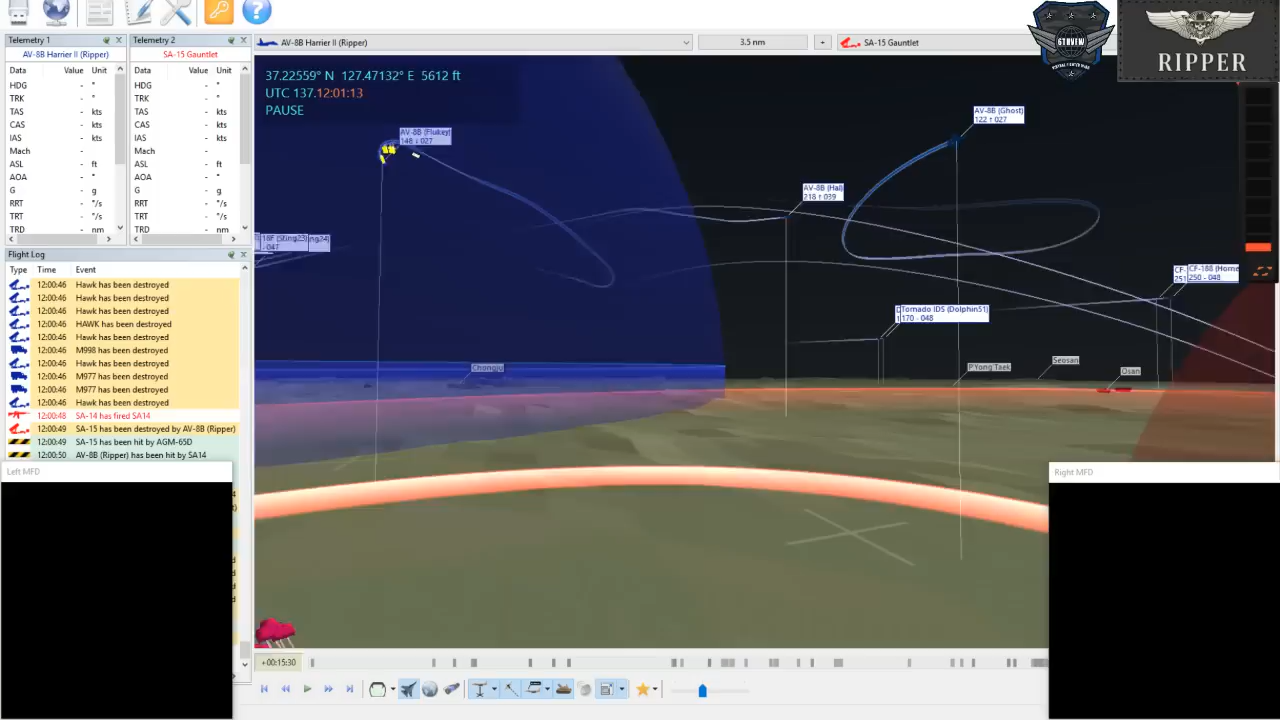 Telemetry 1
Telemetry 2
AV-8B Harrier II (Ripper)
SA-15 Gauntlet
Data Value Unit
Data Value Unit
HDG - °
HDG - °
TRK - °
TRK - °
TAS - kts
TAS - kts
CAS - kts
CAS - kts
IAS - kts
IAS - kts
Mach -
Mach -
ASL - ft
ASL - ft
AOA - °
AOA - °
G - g
G - g
RRT - °/s
RRT - °/s
TRT - °/s
TRT - °/s
TRD - nm
TRD - nm
AV-8B Harrier II (Ripper)
3.5 nm
-
SA-15 Gauntlet
RIPPER
37.22559° N 127.47132° E 5612 ft
UTC 137.12:01:13
PAUSE
AV-8B (Flukey)
148 ↑ 027
AV-8B (Ghost)
122 ↑ 027
AV-8B (Hal)
218 ↑ 039
18F (Sting23)
ng24)
- 047
CF-
251
CF-188 (Horne
250 - 048
Tornado IDS (Dolphin51)
170 - 048
Chongju
P.Yong Taek
Seosan
Osan
Flight Log
Type Time Event
12:00:46 Hawk has been destroyed
12:00:46 Hawk has been destroyed
12:00:46 Hawk has been destroyed
12:00:46 HAWK has been destroyed
12:00:46 Hawk has been destroyed
12:00:46 M998 has been destroyed
12:00:46 Hawk has been destroyed
12:00:46 M977 has been destroyed
12:00:46 M977 has been destroyed
12:00:46 Hawk has been destroyed
12:00:48 SA-14 has fired SA14
12:00:49 SA-15 has been destroyed by AV-8B (Ripper)
12:00:49 SA-15 has been hit by AGM-65D
12:00:50 AV-8B (Ripper) has been hit by SA14
Left MFD
Right MFD
+00:15:30